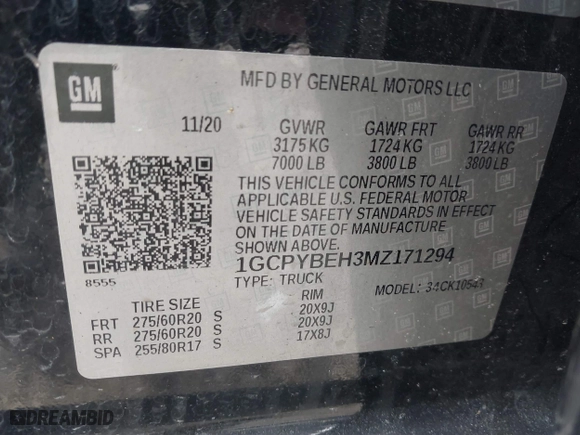 GM
MFD BY GENERAL MOTORS LLC
11/20 GVWR GAWR FRT GAWR RR
3175 KG 1724 KG 1724 KG
7000 LB 3800 LB 3800 LB
THIS VEHICLE CONFORMS TO ALL
APPLICABLE U.S. FEDERAL MOTOR
VEHICLE SAFETY STANDARDS IN EFFECT
ON THE DATE OF MANUFACTURE
SHOWN ABOVE.
1GCPYBEH3MZ171294
8555 TYPE: TRUCK MODEL: 34CK10543
TIRE SIZE RIM
FRT 275/60R20 S 20X9J
RR 275/60R20 S 20X9J
SPA 255/80R17 S 17X8J
DREAMBID